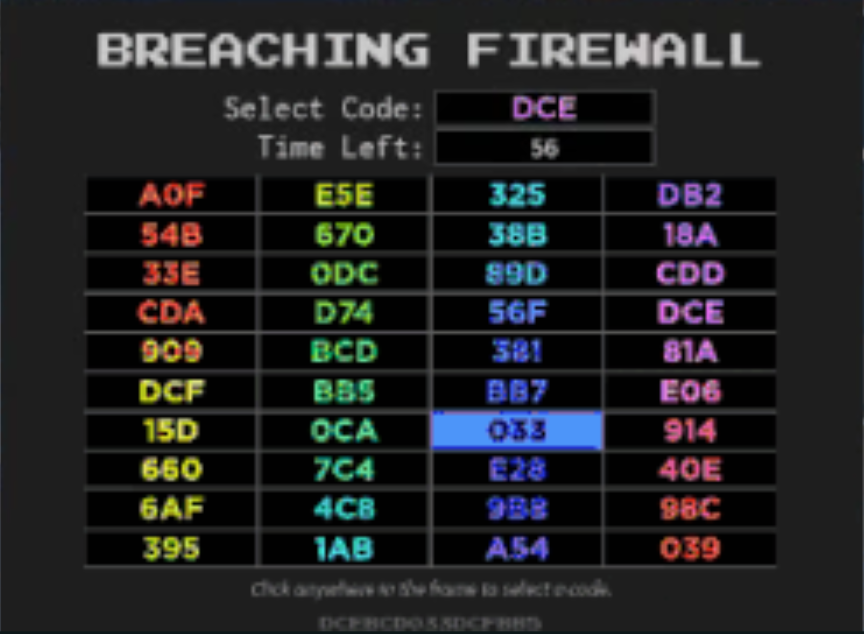 BREACHING FIREWALL
Select Code: DCE
Time Left: 56
A0F E5E 325 DB2
54B 670 38B 18A
33E 0DC 89D CDD
CDA D74 56F DCE
909 BCD 381 81A
DCF BB5 BB7 E06
15D 0CA 033 914
660 7C4 E28 40E
6AF 4C8 9B8 98C
395 1AB A54 039
Click anywhere in the frame to select a code.
DCEBCD033DCFBB5